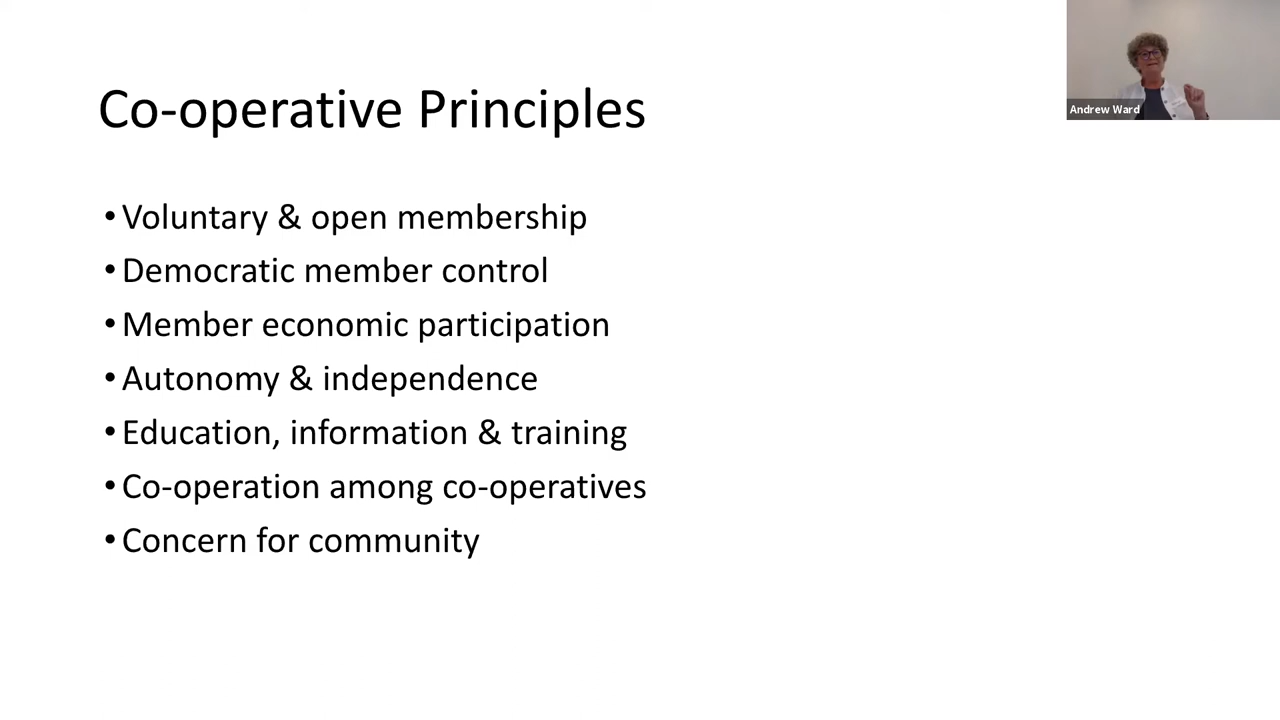 Co-operative Principles
Andrew Ward
• Voluntary & open membership
• Democratic member control
• Member economic participation
• Autonomy & independence
• Education, information & training
• Co-operation among co-operatives
• Concern for community